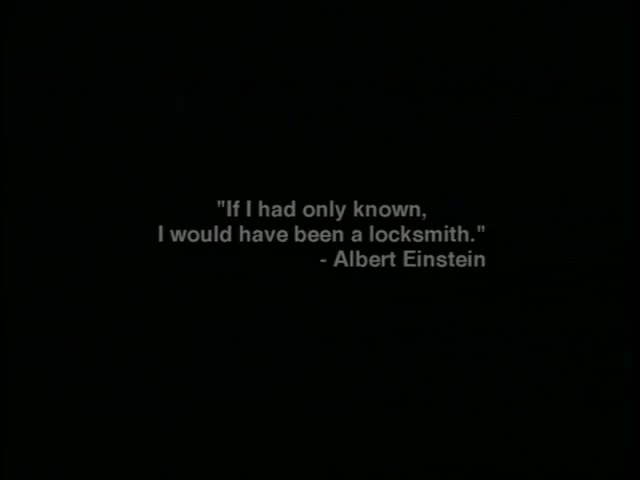 "If I had only known,
I would have been a locksmith."
- Albert Einstein